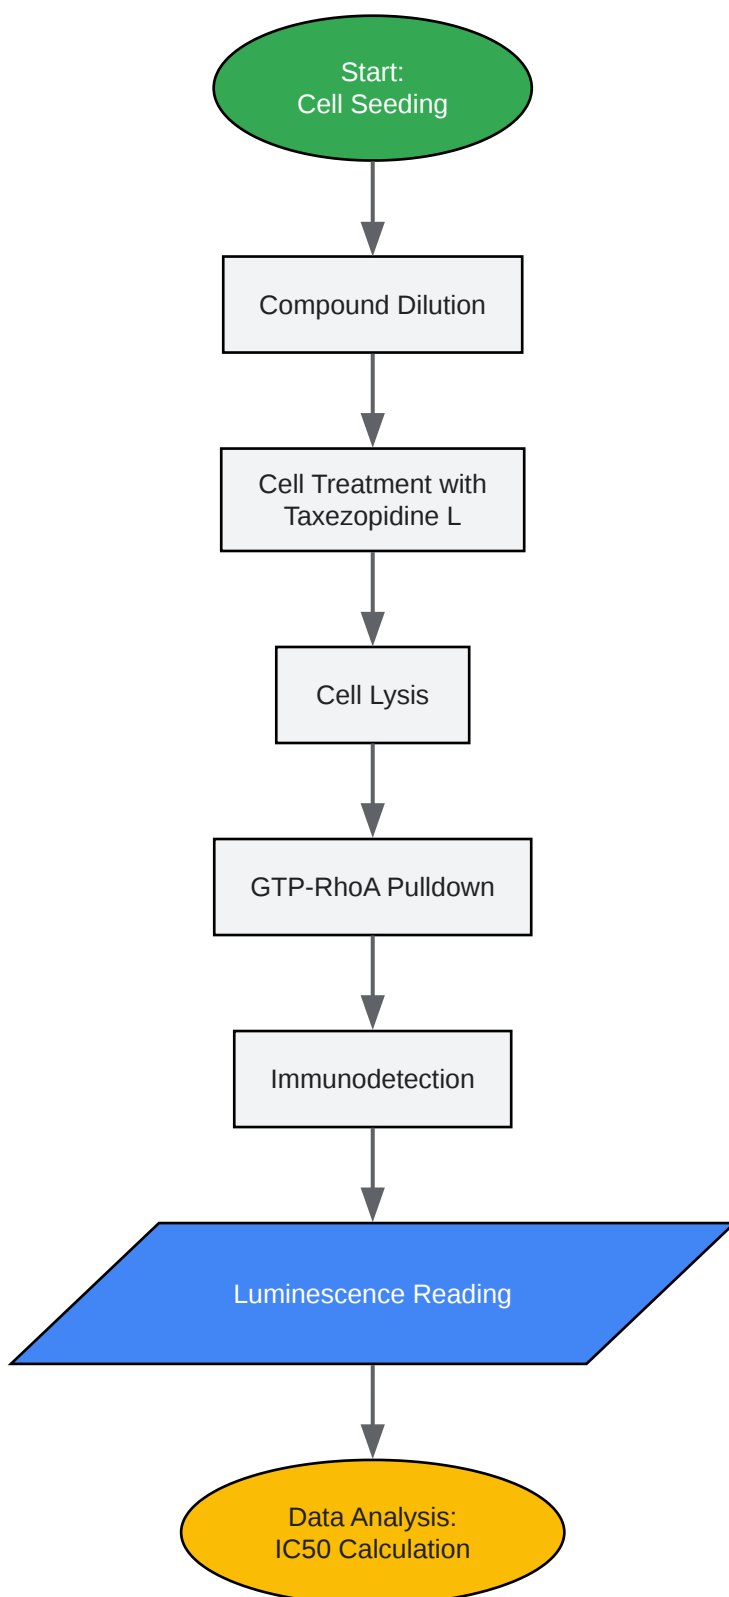 Start:
Cell Seeding
Compound Dilution
Cell Treatment with
Taxezopidine L
Cell Lysis
GTP-RhoA Pulldown
Immunodetection
Luminescence Reading
Data Analysis:
IC50 Calculation